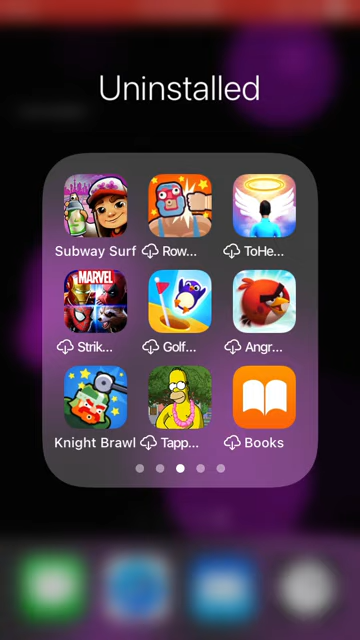 Uninstalled
MARVEL
Subway Surf
Row...
ToHe...
Strik...
Golf...
Angr...
Knight Brawl
Tapp...
Books